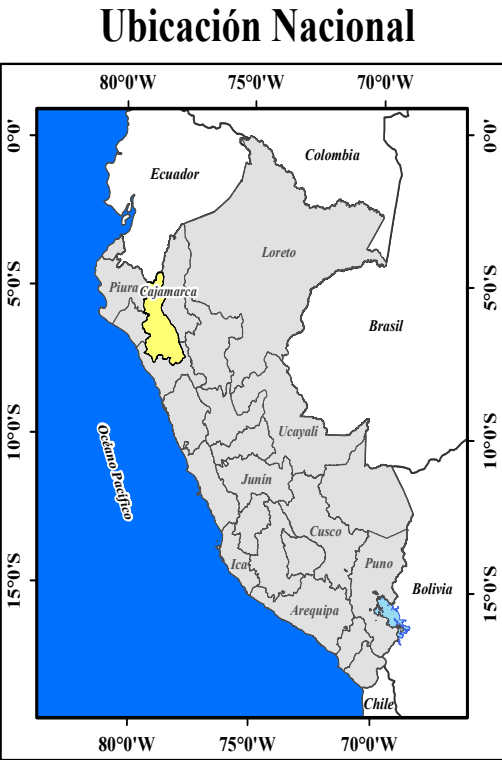 Ubicación Nacional
80°0'W 75°0'W 70°0'W
0°0' 0°0'
Colombia
Ecuador
Loreto
5°0'S 5°0'S
Piura Cajamarca
Brasil
Ucayali
10°0'S 10°0'S
Océano Pacífico
Junín
Cusco
Ica Puno
Bolivia
15°0'S 15°0'S
Arequipa
Chile
80°0'W 75°0'W 70°0'W